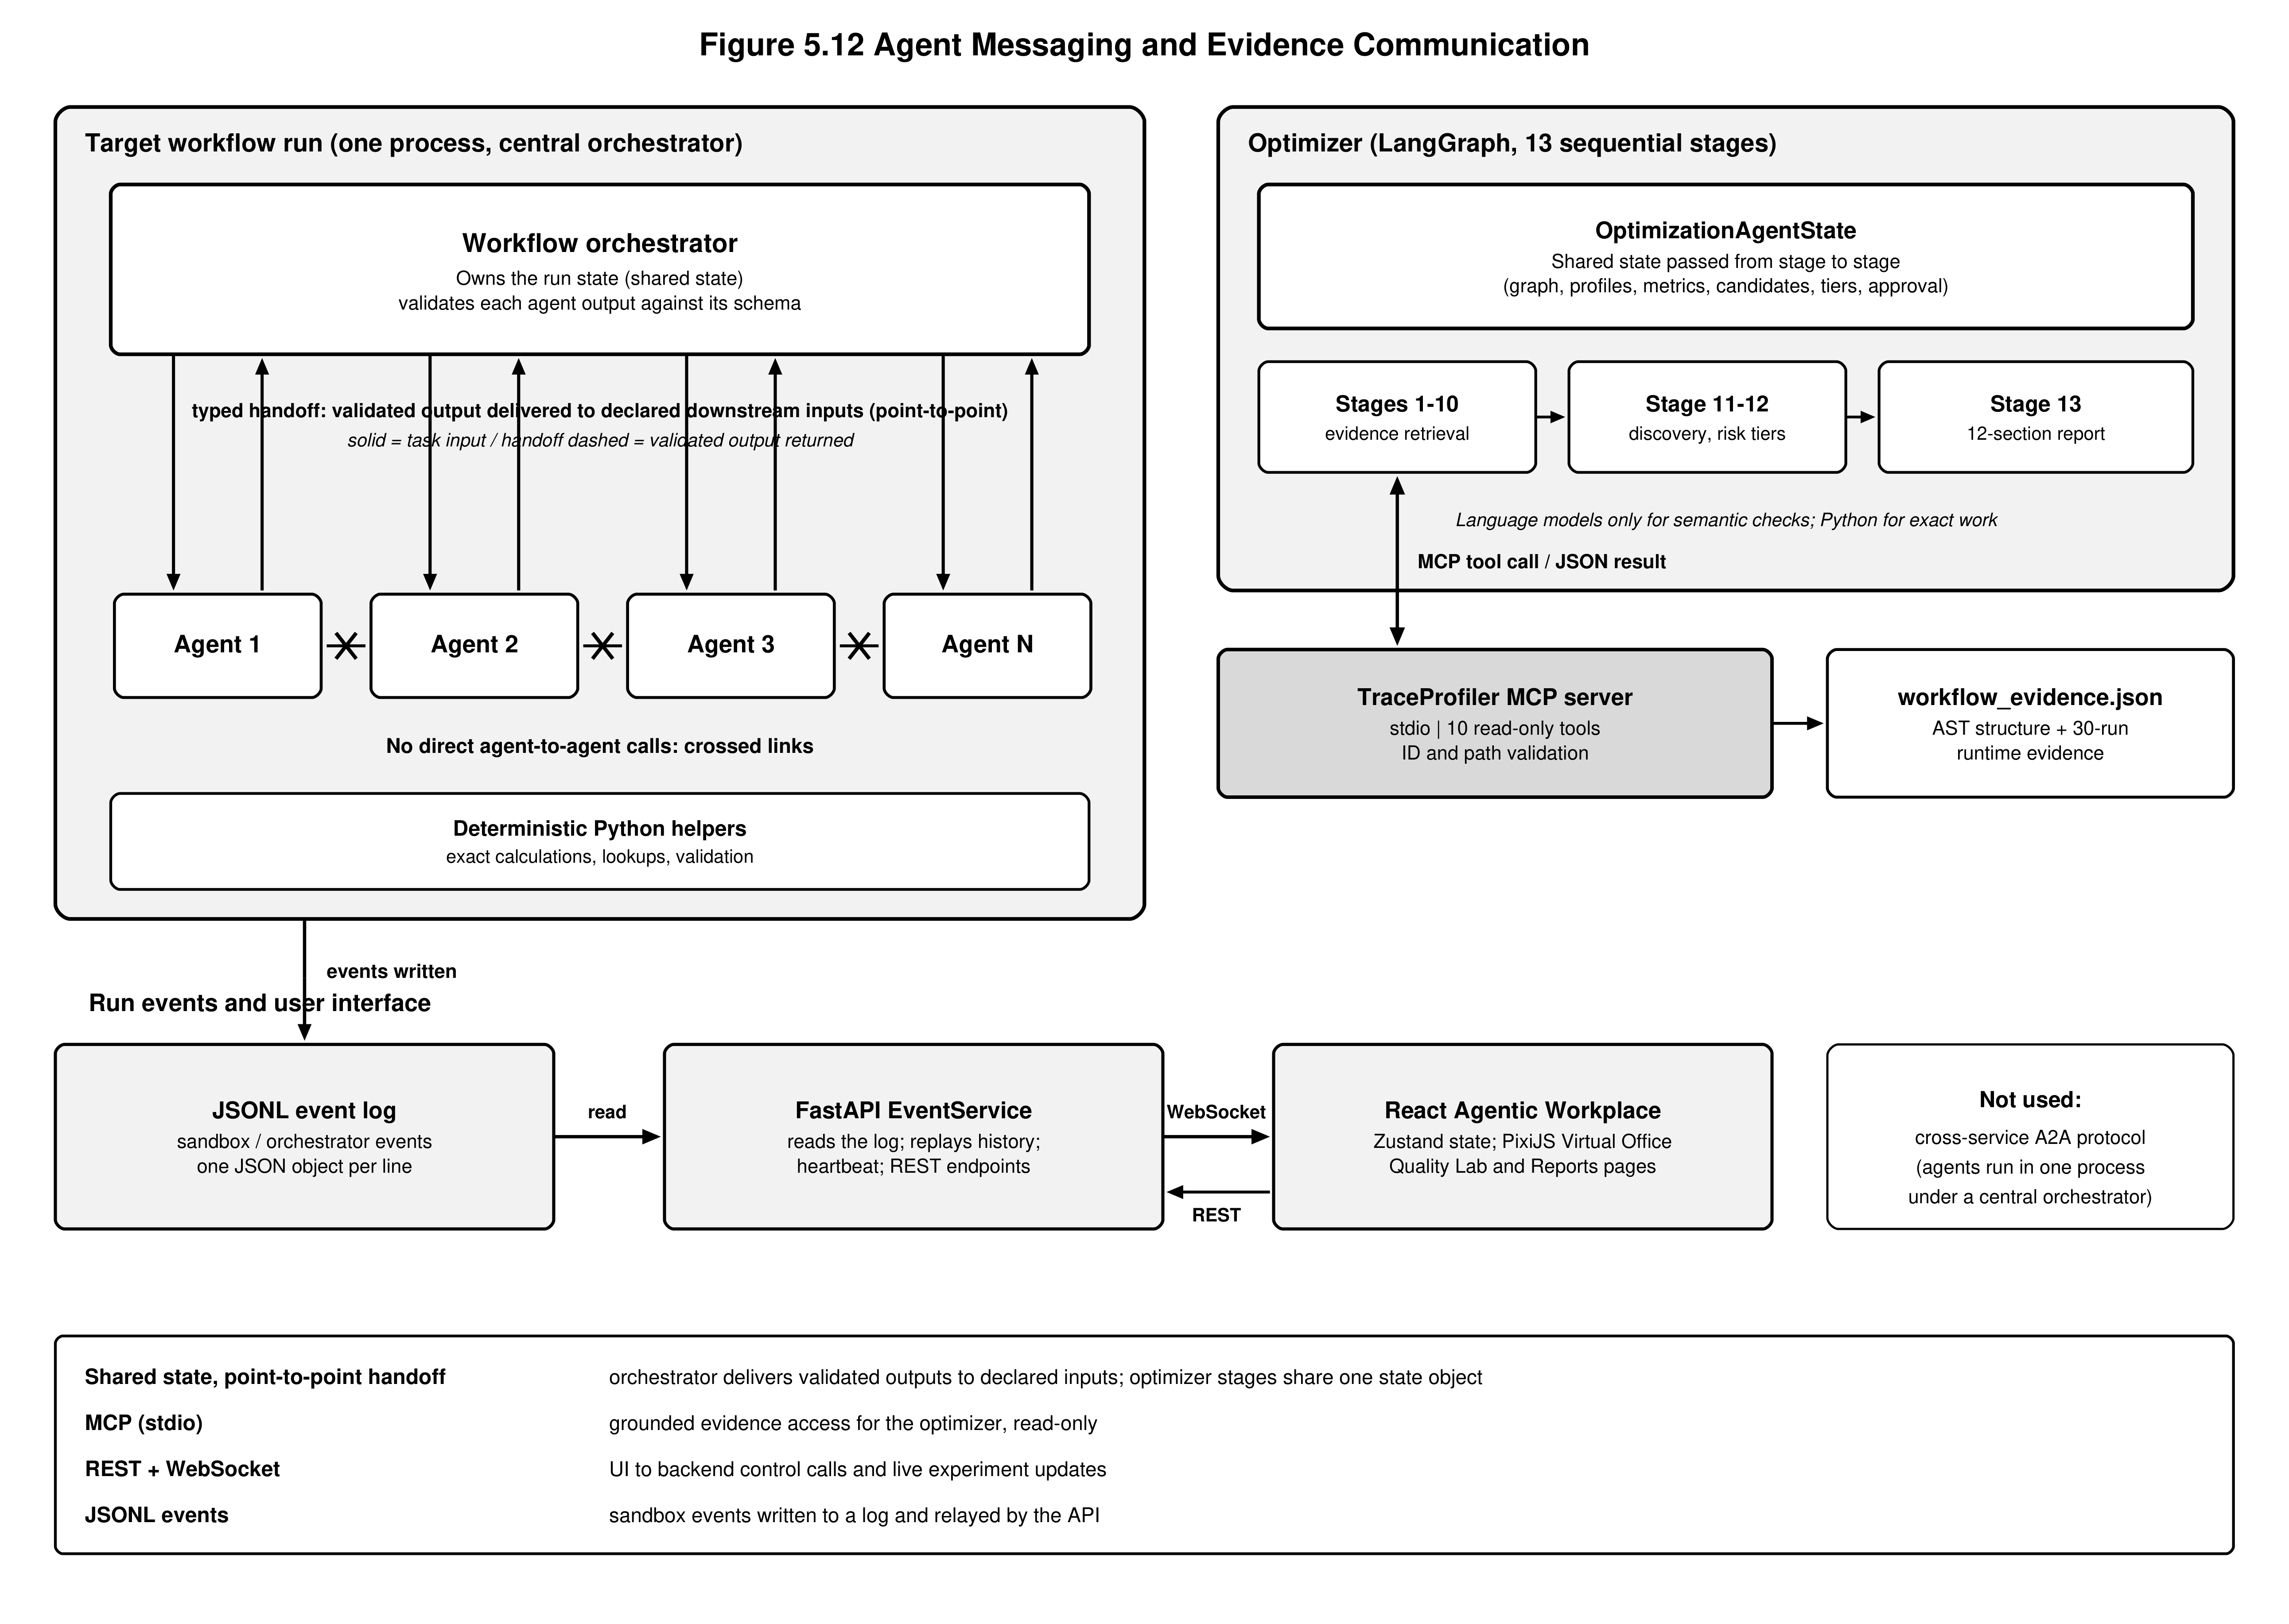 Figure 5.12 Agent Messaging and Evidence Communication
Target workflow run (one process, central orchestrator)
Workflow orchestrator
Owns the run state (shared state)
validates each agent output against its schema
typed handoff: validated output delivered to declared downstream inputs (point-to-point)
solid = task input / handoff dashed = validated output returned
Agent 1
Agent 2
Agent 3
Agent N
No direct agent-to-agent calls: crossed links
Deterministic Python helpers
exact calculations, lookups, validation
Optimizer (LangGraph, 13 sequential stages)
OptimizationAgentState
Shared state passed from stage to stage
(graph, profiles, metrics, candidates, tiers, approval)
Stages 1-10
evidence retrieval
Stage 11-12
discovery, risk tiers
Stage 13
12-section report
Language models only for semantic checks; Python for exact work
MCP tool call / JSON result
TraceProfiler MCP server
stdio | 10 read-only tools
ID and path validation
workflow_evidence.json
AST structure + 30-run
runtime evidence
events written
Run events and user interface
JSONL event log
sandbox / orchestrator events
one JSON object per line
read
FastAPI EventService
reads the log; replays history;
heartbeat; REST endpoints
WebSocket
REST
React Agentic Workplace
Zustand state; PixiJS Virtual Office
Quality Lab and Reports pages
Not used:
cross-service A2A protocol
(agents run in one process
under a central orchestrator)
Shared state, point-to-point handoff
orchestrator delivers validated outputs to declared inputs; optimizer stages share one state object
MCP (stdio)
grounded evidence access for the optimizer, read-only
REST + WebSocket
UI to backend control calls and live experiment updates
JSONL events
sandbox events written to a log and relayed by the API